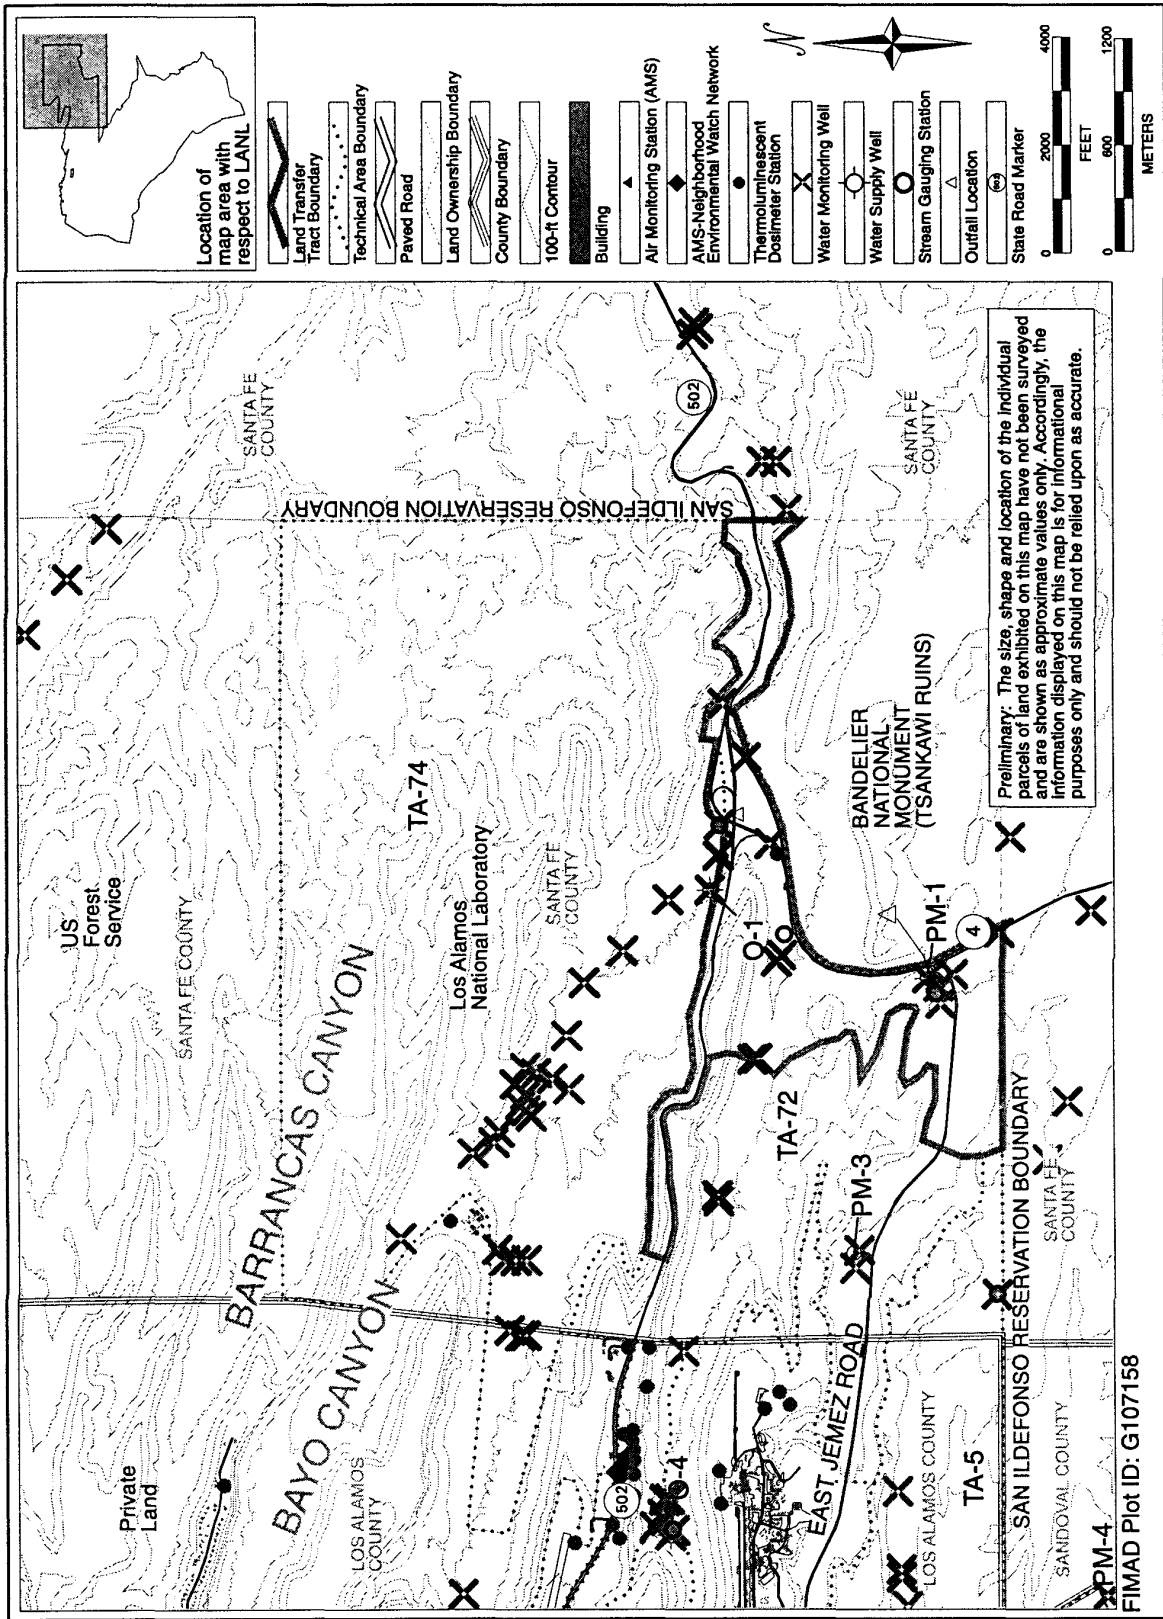 Location of
map area with
respect to LANL
Land Transfer
Tract Boundary
Technical Area Boundary
Paved Road
Land Ownership Boundary
County Boundary
100-ft Contour
Building
Air Monitoring Station (AMS)
AMS-Neighborhood
Environmental Watch Network
Thermoluminescent
Dosimeter Station
Water Monitoring Well
Water Supply Well
Stream Gauging Station
Outfall Location
State Road Marker
N
0 2000 4000
FEET
0 600 1200
METERS
Private
Land
US
Forest
Service
SANTA FE COUNTY
SANTA FE
COUNTY
BARRANCAS CANYON
BAYO CANYON
LOS ALAMOS
COUNTY
TA-74
Los Alamos
National Laboratory
SANTA FE
COUNTY
SAN ILDEFONSO RESERVATION BOUNDARY
502
502
O-4
O-1
TA-72
PM-3
EAST JEMEZ ROAD
PM-1
4
BANDELIER
NATIONAL
MONUMENT
(TSANKAWI RUINS)
SANTA FE
COUNTY
LOS ALAMOS COUNTY
TA-5
SAN ILDEFONSO RESERVATION BOUNDARY
SANDOVAL COUNTY
SANTA FE
COUNTY
PM-4
Preliminary: The size, shape and location of the individual
parcels of land exhibited on this map have not been surveyed
and are shown as approximate values only. Accordingly, the
information displayed on this map is for informational
purposes only and should not be relied upon as accurate.
FIMAD Plot ID: G107158